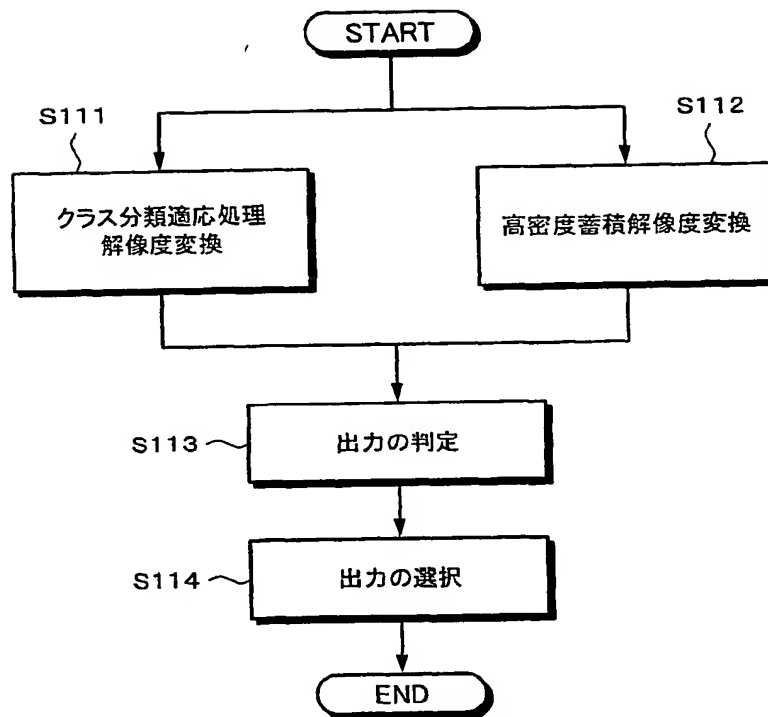 START
S111
S112
クラス分類適応処理
解像度変換
高密度蓄積解像度変換
S113
出力の判定
S114
出力の選択
END